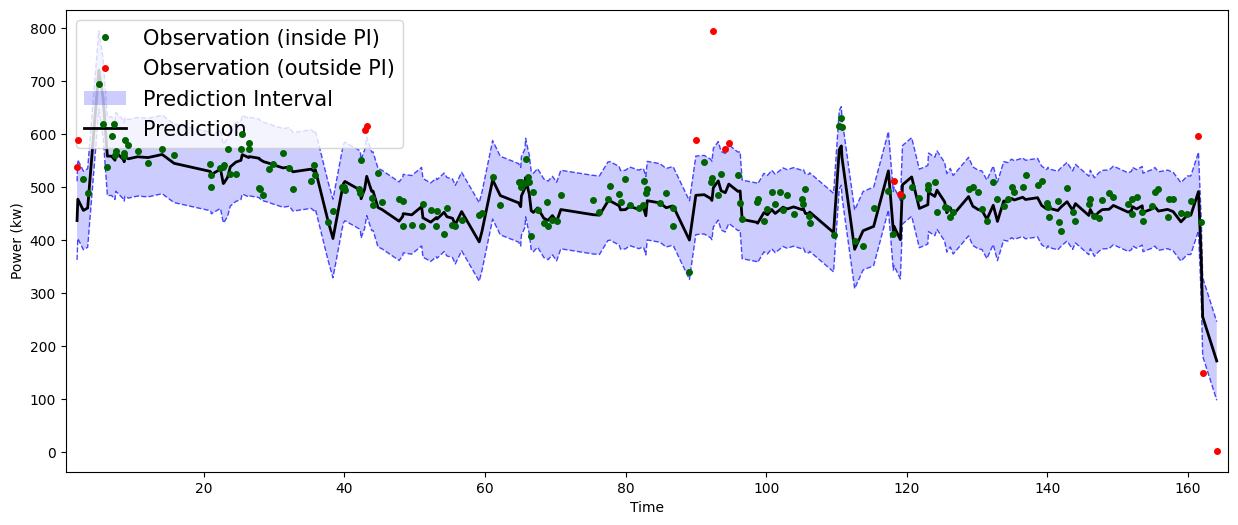 800
700
600
500
400
300
200
100
0
Power (kw)
Observation (inside PI)
Observation (outside PI)
Prediction Interval
Prediction
20
40
60
80
100
120
140
160
Time